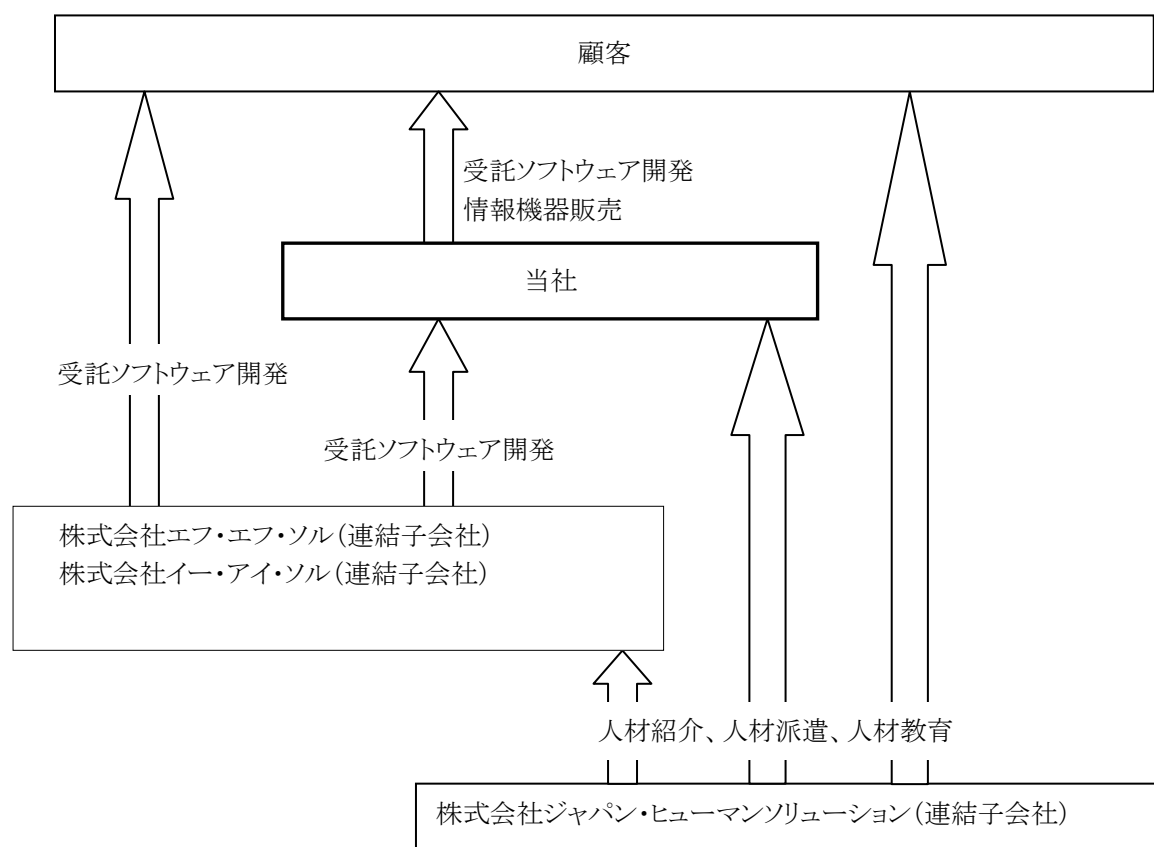 顧客
受託ソフトウェア開発
情報機器販売
当社
受託ソフトウェア開発
受託ソフトウェア開発
株式会社エフ・エフ・ソル(連結子会社)
株式会社イー・アイ・ソル(連結子会社)
人材紹介、人材派遣、人材教育
株式会社ジャパン・ヒューマンソリューション(連結子会社)